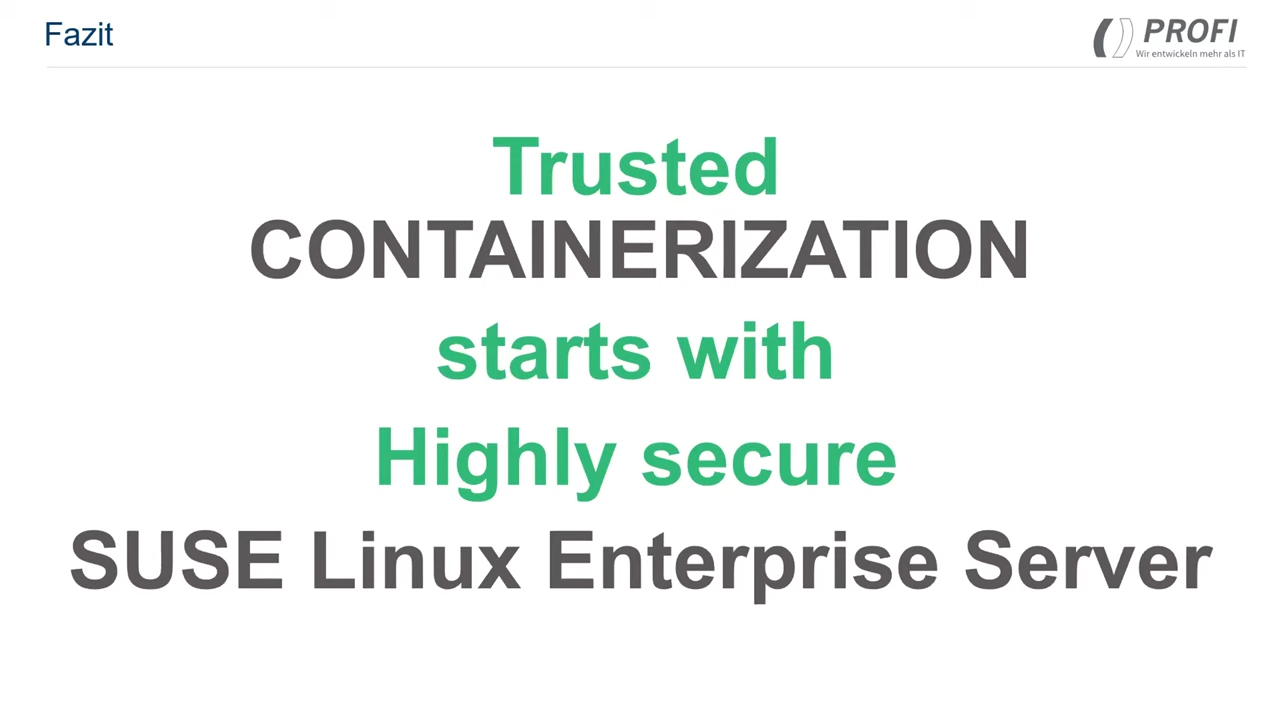 Fazit
PROFI
Wir entwickeln mehr als IT
Trusted
CONTAINERIZATION
starts with
Highly secure
SUSE Linux Enterprise Server